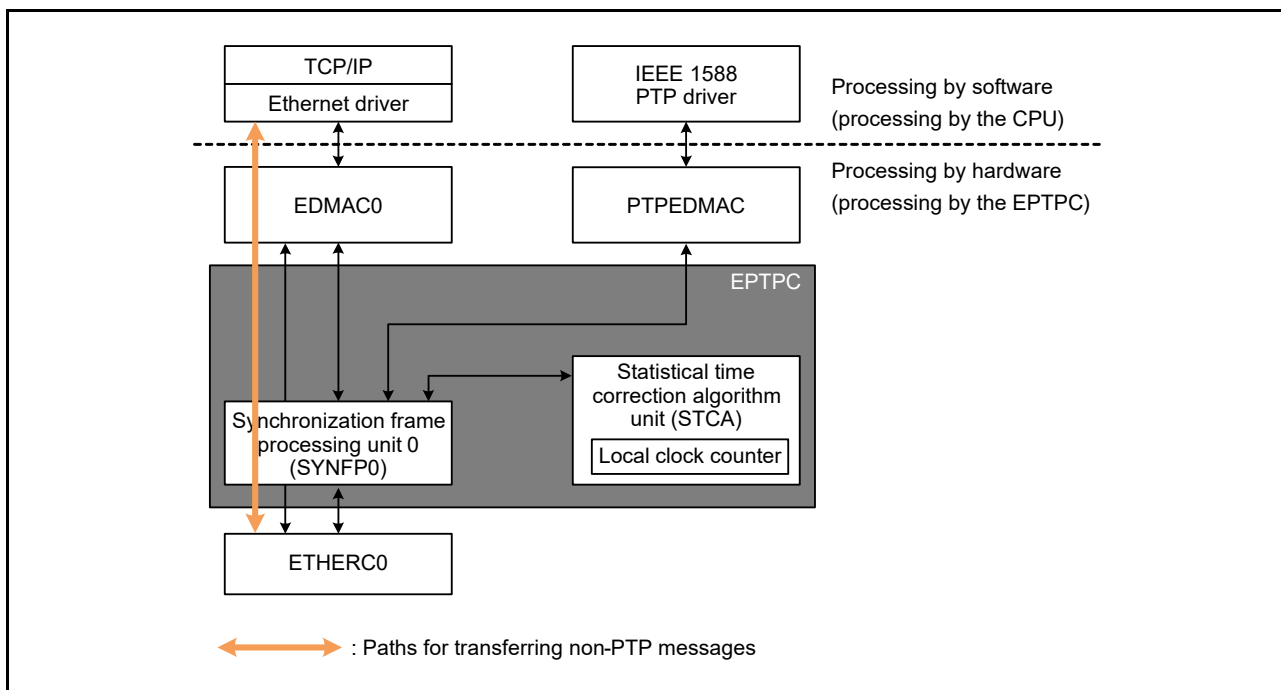 TCP/IP
Ethernet driver
IEEE 1588
PTP driver
Processing by software
(processing by the CPU)
Processing by hardware
(processing by the EPTPC)
EDMAC0
PTPEDMAC
EPTPC
Synchronization frame
processing unit 0
(SYNFP0)
Statistical time
correction algorithm
unit (STCA)
Local clock counter
ETHERC0
: Paths for transferring non-PTP messages